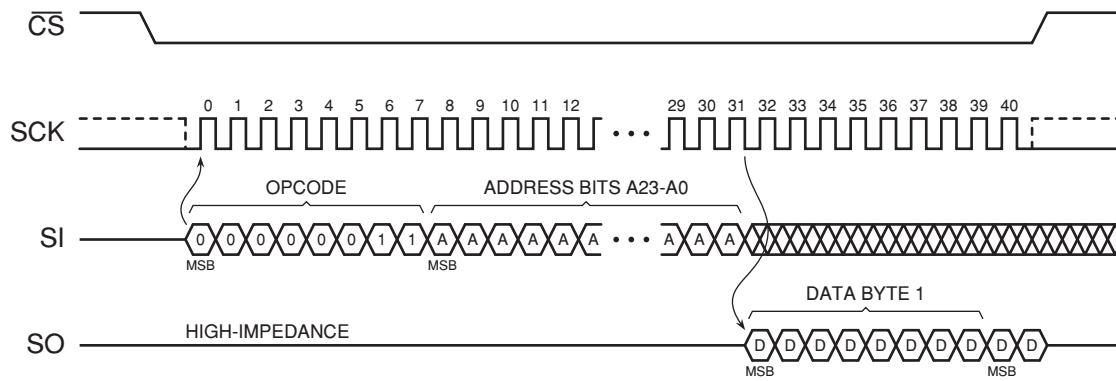 CS
0 1 2 3 4 5 6 7 8 9 10 11 12 29 30 31 32 33 34 35 36 37 38 39 40
SCK
OPCODE ADDRESS BITS A23-A0
SI 0 0 0 0 0 0 1 1 A A A A A A A A A
MSB MSB
DATA BYTE 1
HIGH-IMPEDANCE
SO D D D D D D D D D D
MSB MSB